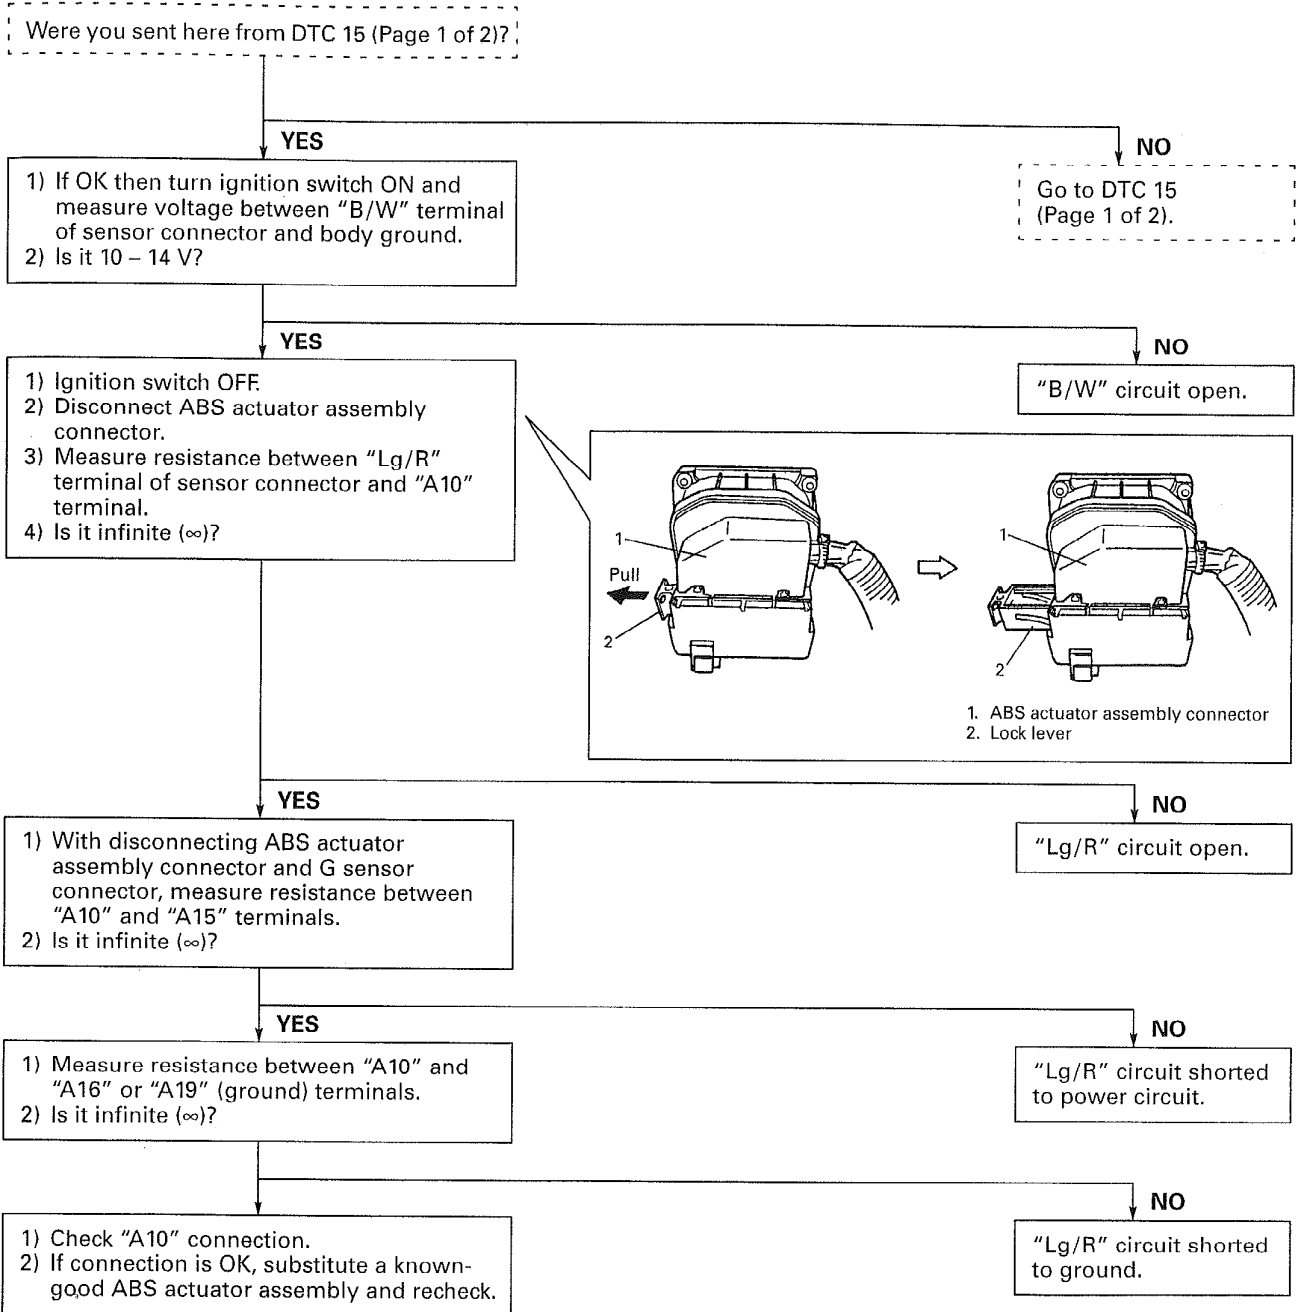 Were you sent here from DTC 15 (Page 1 of 2)?
YES
NO
1) If OK then turn ignition switch ON and
measure voltage between “B/W” terminal
of sensor connector and body ground.
2) Is it 10 – 14 V?
Go to DTC 15
(Page 1 of 2).
YES
NO
1) Ignition switch OFF.
2) Disconnect ABS actuator assembly
connector.
3) Measure resistance between “Lg/R”
terminal of sensor connector and “A10”
terminal.
4) Is it infinite (∞)?
“B/W” circuit open.
1
Pull
2
1
2
1. ABS actuator assembly connector
2. Lock lever
YES
NO
1) With disconnecting ABS actuator
assembly connector and G sensor
connector, measure resistance between
“A10” and “A15” terminals.
2) Is it infinite (∞)?
“Lg/R” circuit open.
YES
NO
1) Measure resistance between “A10” and
“A16” or “A19” (ground) terminals.
2) Is it infinite (∞)?
“Lg/R” circuit shorted
to power circuit.
NO
1) Check “A10” connection.
2) If connection is OK, substitute a known-
good ABS actuator assembly and recheck.
“Lg/R” circuit shorted
to ground.